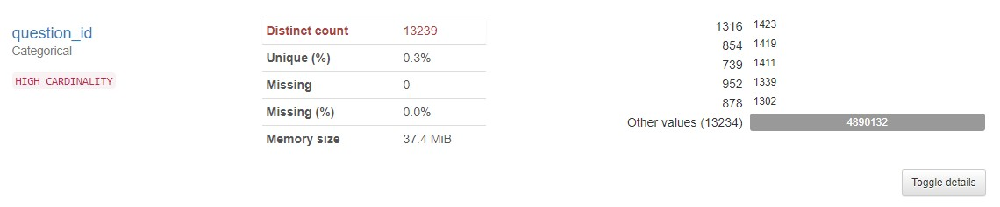 question_id
Categorical
HIGH CARDINALITY
Distinct count 13239
Unique (%) 0.3%
Missing 0
Missing (%) 0.0%
Memory size 37.4 MiB
1316 1423
854 1419
739 1411
952 1339
878 1302
Other values (13234) 4890132
Toggle details